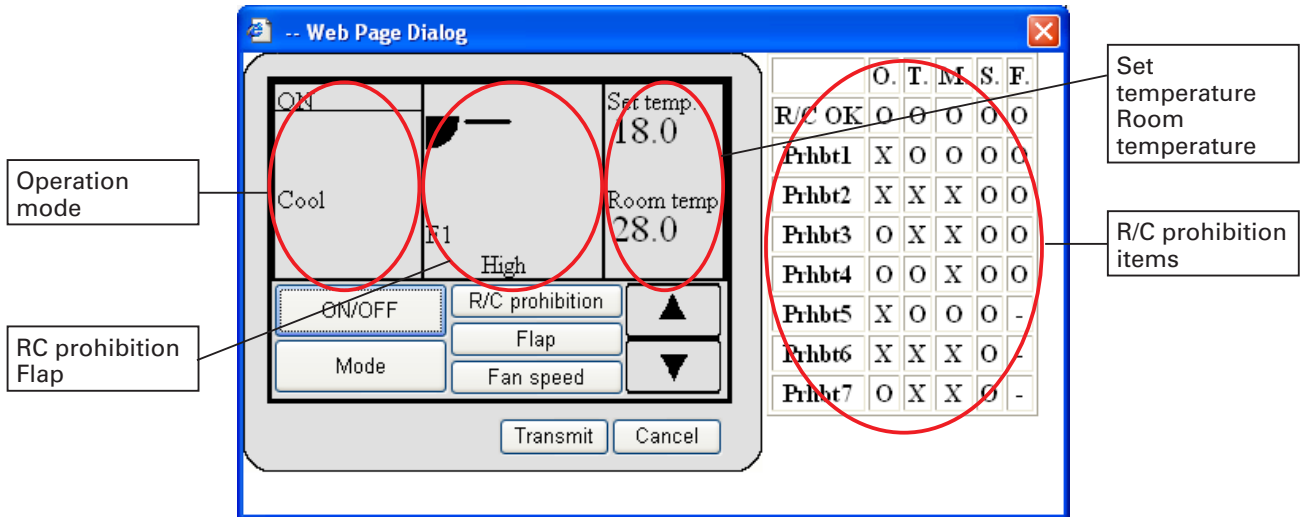 -- Web Page Dialog
Operation
mode
RC prohibition
Flap
ON
Cool
F1
High
Set temp.
18.0
Room temp
28.0
ON/OFF
Mode
R/C prohibition
Flap
Fan speed
▲
▼
Transmit
Cancel
O. T. M. S. F.
R/C OK O O O O O
Prhbt1 X O O O O
Prhbt2 X X X O O
Prhbt3 O X X O O
Prhbt4 O O X O O
Prhbt5 X O O O -
Prhbt6 X X X O -
Prhbt7 O X X O -
Set
temperature
Room
temperature
R/C prohibition
items